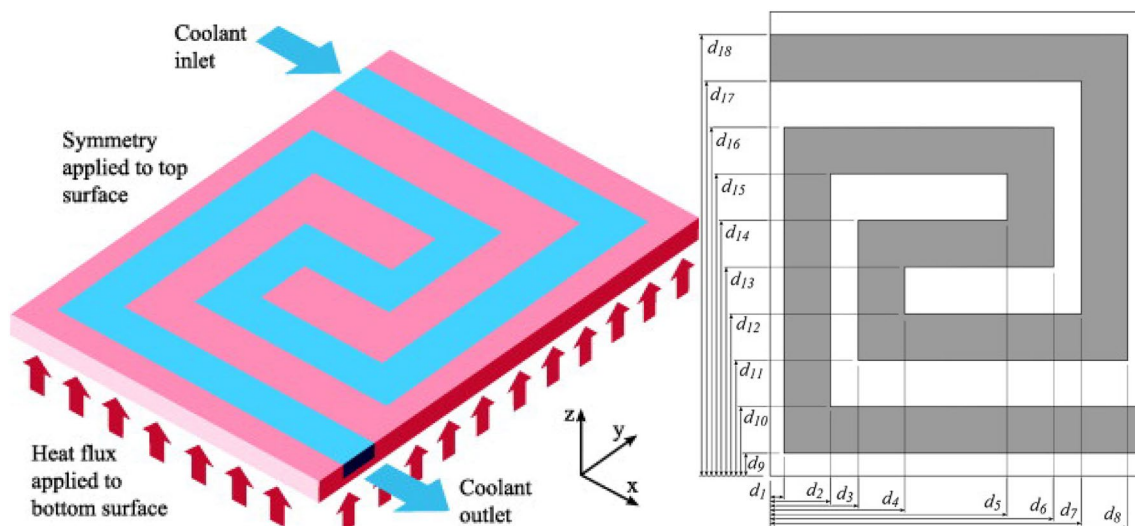 Coolant
inlet
Symmetry
applied to top
surface
Heat flux
applied to
bottom surface
z
y
x
Coolant
outlet
d18
d17
d16
d15
d14
d13
d12
d11
d10
d9
d1
d2
d3
d4
d5
d6
d7
d8